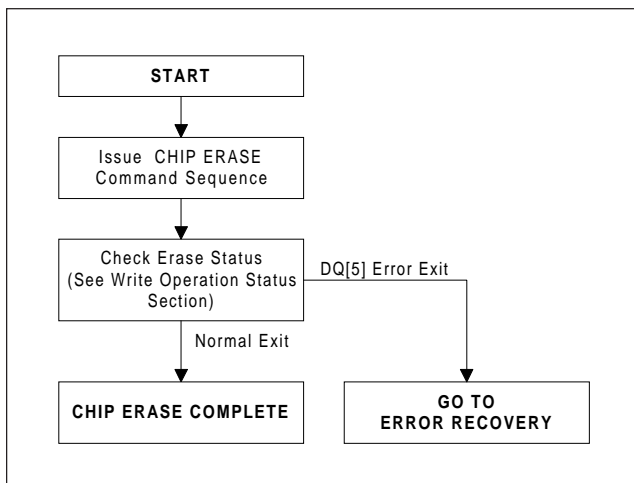 START
Issue CHIP ERASE
Command Sequence
Check Erase Status
(See Write Operation Status
Section)
DQ[5] Error Exit
Normal Exit
CHIP ERASE COMPLETE
GO TO
ERROR RECOVERY